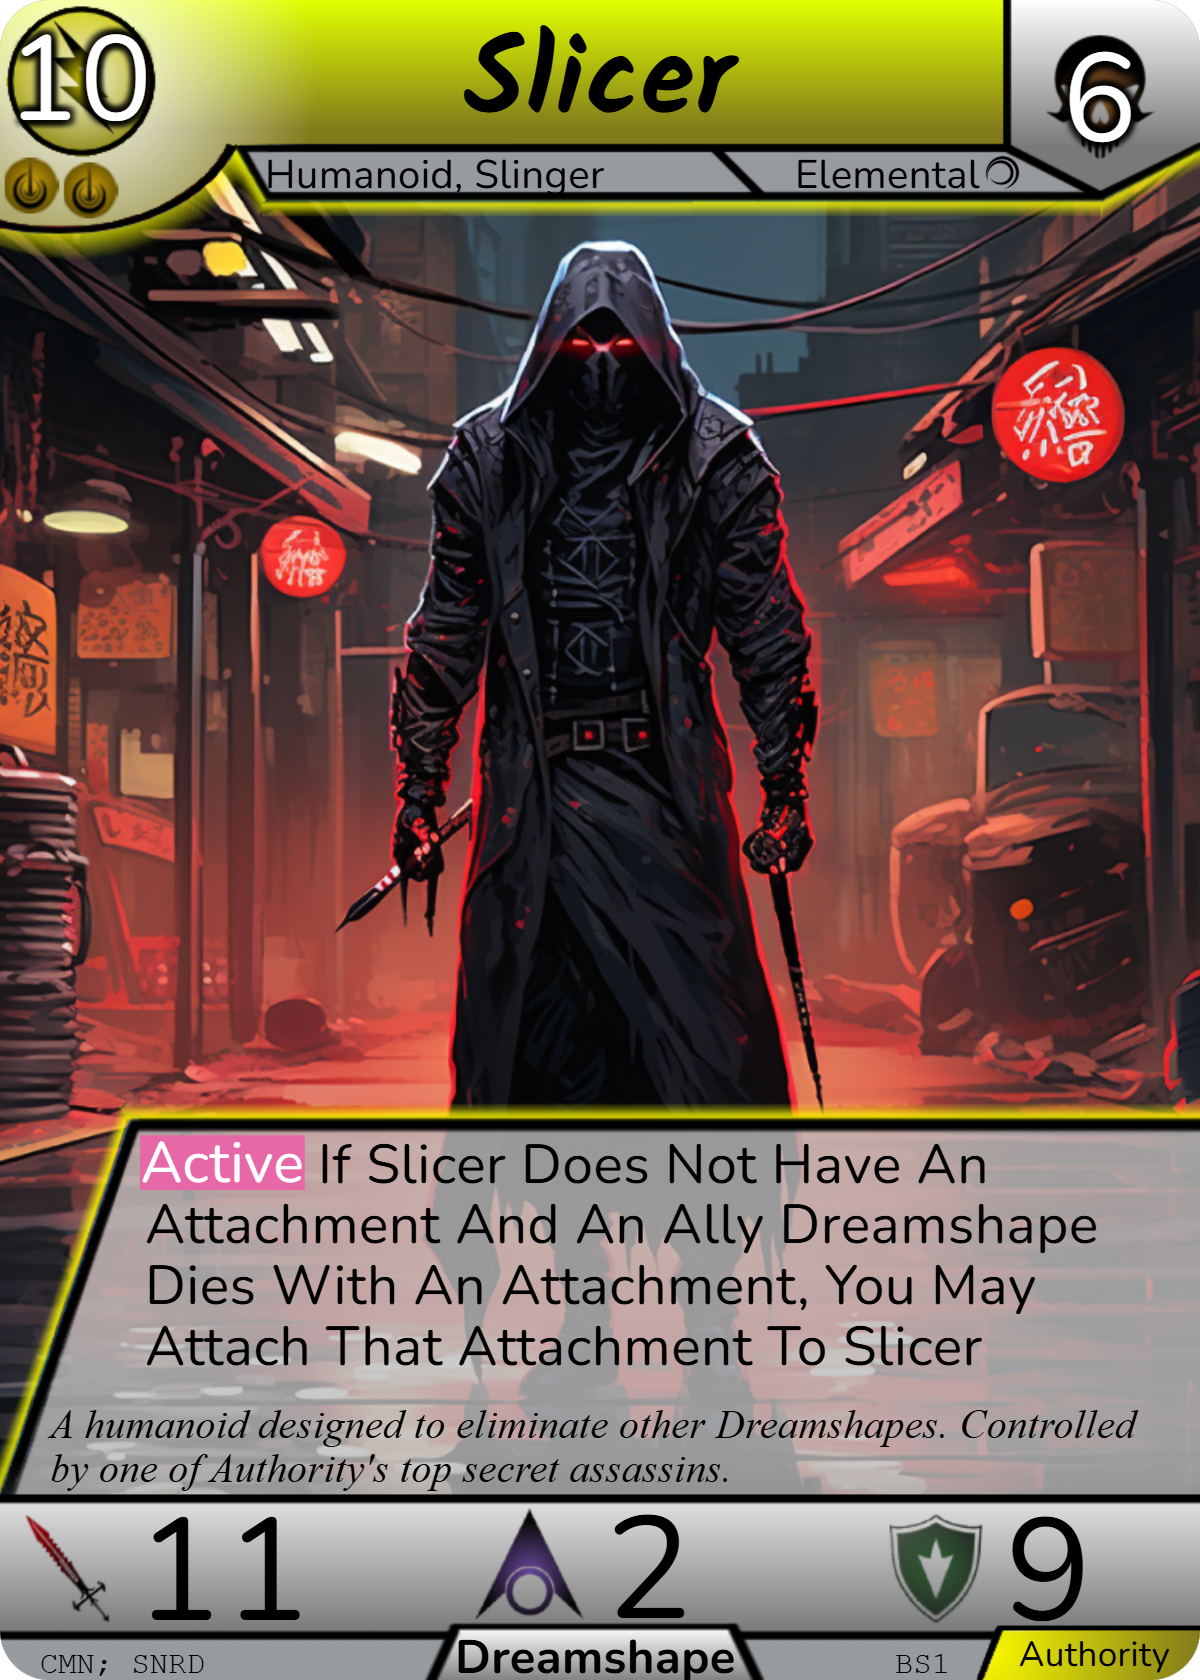 10
Slicer
6
Humanoid, Slinger
Elemental
Active If Slicer Does Not Have An
Attachment And An Ally Dreamshape
Dies With An Attachment, You May
Attach That Attachment To Slicer
A humanoid designed to eliminate other Dreamshapes. Controlled
by one of Authority's top secret assassins.
11
2
9
CMN; SNRD
Dreamshape
BS1
Authority